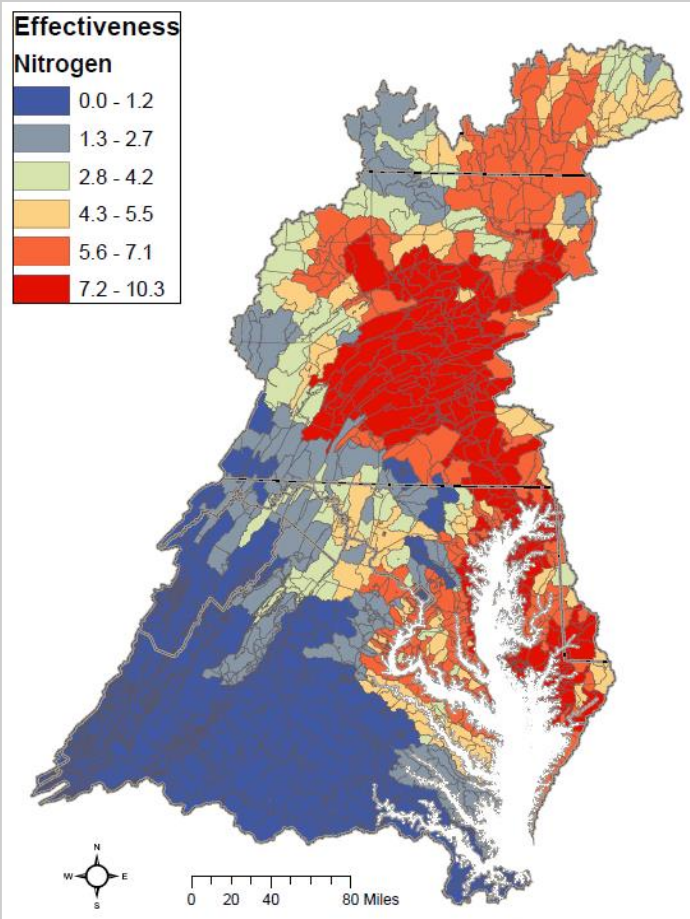 Effectiveness
Nitrogen
0.0 - 1.2
1.3 - 2.7
2.8 - 4.2
4.3 - 5.5
5.6 - 7.1
7.2 - 10.3
N
W E
S
0 20 40 80 Miles